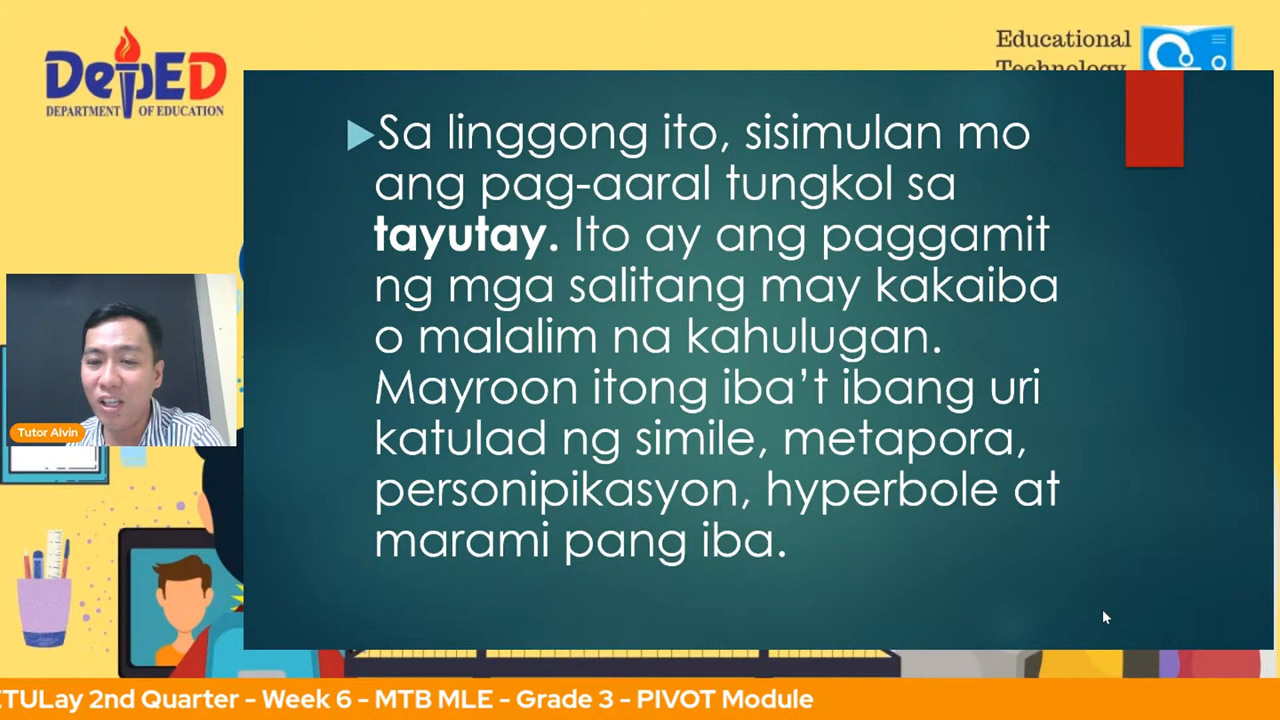 DepED
DEPARTMENT OF EDUCATION
Educational
Technology
Sa linggong ito, sisimulan mo
ang pag-aaral tungkol sa
tayutay. Ito ay ang paggamit
ng mga salitang may kakaiba
o malalim na kahulugan.
Mayroon itong iba't ibang uri
katulad ng simile, metapora,
personipikasyon, hyperbole at
marami pang iba.
Tutor Alvin
ETULay 2nd Quarter - Week 6 - MTB MLE - Grade 3 - PIVOT Module